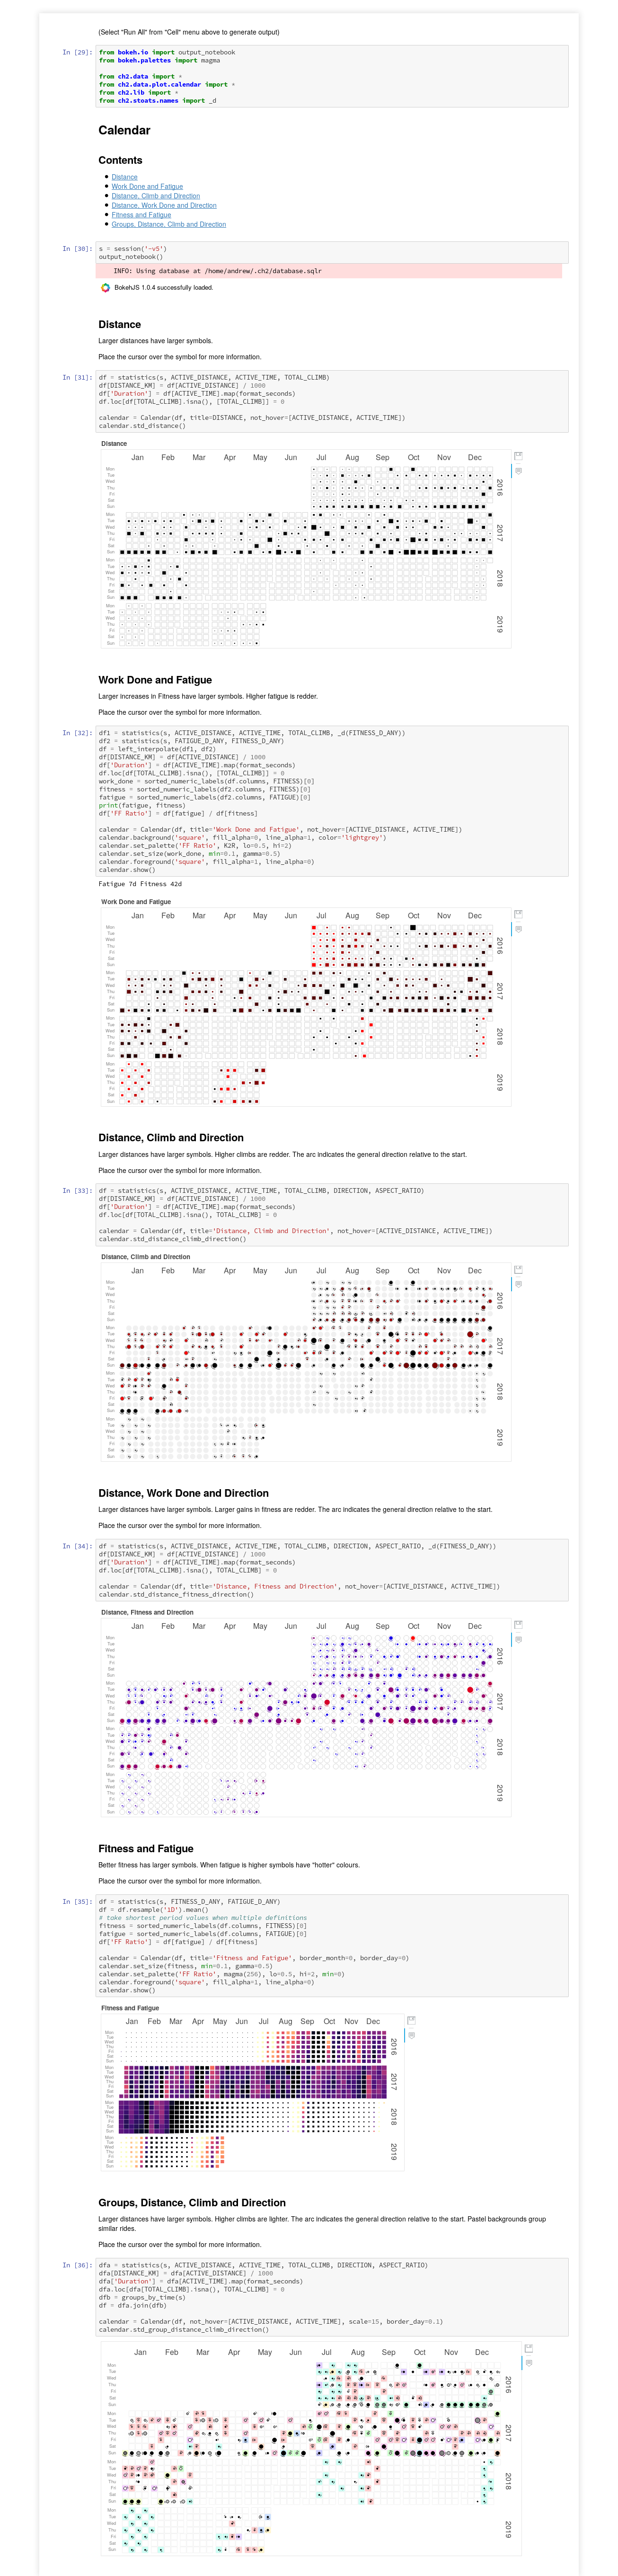 (Select "Run All" from "Cell" menu above to generate output)
In [29]:
from bokeh.io import output_notebook
from bokeh.palettes import magma
from ch2.data import *
from ch2.data.plot.calendar import *
from ch2.lib import *
from ch2.stoats.names import _d
Calendar
Contents
Distance
Work Done and Fatigue
Distance, Climb and Direction
Distance, Work Done and Direction
Fitness and Fatigue
Groups, Distance, Climb and Direction
In [30]:
s = session('-v5')
output_notebook()
INFO: Using database at /home/andrew/.ch2/database.sqlr
BokehJS 1.0.4 successfully loaded.
Distance
Larger distances have larger symbols.
Place the cursor over the symbol for more information.
In [31]:
df = statistics(s, ACTIVE_DISTANCE, ACTIVE_TIME, TOTAL_CLIMB)
df[DISTANCE_KM] = df[ACTIVE_DISTANCE] / 1000
df['Duration'] = df[ACTIVE_TIME].map(format_seconds)
df.loc[df[TOTAL_CLIMB].isna(), [TOTAL_CLIMB]] = 0
calendar = Calendar(df, title=DISTANCE, not_hover=[ACTIVE_DISTANCE, ACTIVE_TIME])
calendar.std_distance()
Distance
Jan Feb Mar Apr May Jun Jul Aug Sep Oct Nov Dec
Mon
Tue
Wed
Thu
Fri
Sat
Sun
2016
Mon
Tue
Wed
Thu
Fri
Sat
Sun
2017
Mon
Tue
Wed
Thu
Fri
Sat
Sun
2018
Mon
Tue
Wed
Thu
Fri
Sat
Sun
2019
Work Done and Fatigue
Larger increases in Fitness have larger symbols. Higher fatigue is redder.
Place the cursor over the symbol for more information.
In [32]:
df1 = statistics(s, ACTIVE_DISTANCE, ACTIVE_TIME, TOTAL_CLIMB, _d(FITNESS_D_ANY))
df2 = statistics(s, FATIGUE_D_ANY, FITNESS_D_ANY)
df = left_interpolate(df1, df2)
df[DISTANCE_KM] = df[ACTIVE_DISTANCE] / 1000
df['Duration'] = df[ACTIVE_TIME].map(format_seconds)
df.loc[df[TOTAL_CLIMB].isna(), [TOTAL_CLIMB]] = 0
work_done = sorted_numeric_labels(df.columns, FITNESS)[0]
fitness = sorted_numeric_labels(df2.columns, FITNESS)[0]
fatigue = sorted_numeric_labels(df2.columns, FATIGUE)[0]
print(fatigue, fitness)
df['FF Ratio'] = df[fatigue] / df[fitness]
calendar = Calendar(df, title='Work Done and Fatigue', not_hover=[ACTIVE_DISTANCE, ACTIVE_TIME])
calendar.background('square', fill_alpha=0, line_alpha=1, color='lightgrey')
calendar.set_palette('FF Ratio', K2R, lo=0.5, hi=2)
calendar.set_size(work_done, min=0.1, gamma=0.5)
calendar.foreground('square', fill_alpha=1, line_alpha=0)
calendar.show()
Fatigue 7d Fitness 42d
Work Done and Fatigue
Jan Feb Mar Apr May Jun Jul Aug Sep Oct Nov Dec
Mon
Tue
Wed
Thu
Fri
Sat
Sun
2016
Mon
Tue
Wed
Thu
Fri
Sat
Sun
2017
Mon
Tue
Wed
Thu
Fri
Sat
Sun
2018
Mon
Tue
Wed
Thu
Fri
Sat
Sun
2019
Distance, Climb and Direction
Larger distances have larger symbols. Higher climbs are redder. The arc indicates the general direction relative to the start.
Place the cursor over the symbol for more information.
In [33]:
df = statistics(s, ACTIVE_DISTANCE, ACTIVE_TIME, TOTAL_CLIMB, DIRECTION, ASPECT_RATIO)
df[DISTANCE_KM] = df[ACTIVE_DISTANCE] / 1000
df['Duration'] = df[ACTIVE_TIME].map(format_seconds)
df.loc[df[TOTAL_CLIMB].isna(), TOTAL_CLIMB] = 0
calendar = Calendar(df, title='Distance, Climb and Direction', not_hover=[ACTIVE_DISTANCE, ACTIVE_TIME])
calendar.std_distance_climb_direction()
Distance, Climb and Direction
Jan Feb Mar Apr May Jun Jul Aug Sep Oct Nov Dec
Mon
Tue
Wed
Thu
Fri
Sat
Sun
2016
Mon
Tue
Wed
Thu
Fri
Sat
Sun
2017
Mon
Tue
Wed
Thu
Fri
Sat
Sun
2018
Mon
Tue
Wed
Thu
Fri
Sat
Sun
2019
Distance, Work Done and Direction
Larger distances have larger symbols. Larger gains in fitness are redder. The arc indicates the general direction relative to the start.
Place the cursor over the symbol for more information.
In [34]:
df = statistics(s, ACTIVE_DISTANCE, ACTIVE_TIME, TOTAL_CLIMB, DIRECTION, ASPECT_RATIO, _d(FITNESS_D_ANY))
df[DISTANCE_KM] = df[ACTIVE_DISTANCE] / 1000
df['Duration'] = df[ACTIVE_TIME].map(format_seconds)
df.loc[df[TOTAL_CLIMB].isna(), TOTAL_CLIMB] = 0
calendar = Calendar(df, title='Distance, Fitness and Direction', not_hover=[ACTIVE_DISTANCE, ACTIVE_TIME])
calendar.std_distance_fitness_direction()
Distance, Fitness and Direction
Jan Feb Mar Apr May Jun Jul Aug Sep Oct Nov Dec
Mon
Tue
Wed
Thu
Fri
Sat
Sun
2016
Mon
Tue
Wed
Thu
Fri
Sat
Sun
2017
Mon
Tue
Wed
Thu
Fri
Sat
Sun
2018
Mon
Tue
Wed
Thu
Fri
Sat
Sun
2019
Fitness and Fatigue
Better fitness has larger symbols. When fatigue is higher symbols have "hotter" colours.
Place the cursor over the symbol for more information.
In [35]:
df = statistics(s, FITNESS_D_ANY, FATIGUE_D_ANY)
df = df.resample('1D').mean()
# take shortest period values when multiple definitions
fitness = sorted_numeric_labels(df.columns, FITNESS)[0]
fatigue = sorted_numeric_labels(df.columns, FATIGUE)[0]
df['FF Ratio'] = df[fatigue] / df[fitness]
calendar = Calendar(df, title='Fitness and Fatigue', border_month=0, border_day=0)
calendar.set_size(fitness, min=0.1, gamma=0.5)
calendar.set_palette('FF Ratio', magma(256), lo=0.5, hi=2, min=0)
calendar.foreground('square', fill_alpha=1, line_alpha=0)
calendar.show()
Fitness and Fatigue
Jan Feb Mar Apr May Jun Jul Aug Sep Oct Nov Dec
Mon
Tue
Wed
Thu
Fri
Sat
Sun
2016
Mon
Tue
Wed
Thu
Fri
Sat
Sun
2017
Mon
Tue
Wed
Thu
Fri
Sat
Sun
2018
Mon
Tue
Wed
Thu
Fri
Sat
Sun
2019
Groups, Distance, Climb and Direction
Larger distances have larger symbols. Higher climbs are lighter. The arc indicates the general direction relative to the start. Pastel backgrounds group
similar rides.
Place the cursor over the symbol for more information.
In [36]:
dfa = statistics(s, ACTIVE_DISTANCE, ACTIVE_TIME, TOTAL_CLIMB, DIRECTION, ASPECT_RATIO)
dfa[DISTANCE_KM] = dfa[ACTIVE_DISTANCE] / 1000
dfa['Duration'] = dfa[ACTIVE_TIME].map(format_seconds)
dfa.loc[dfa[TOTAL_CLIMB].isna(), TOTAL_CLIMB] = 0
dfb = groups_by_time(s)
df = dfa.join(dfb)
calendar = Calendar(df, not_hover=[ACTIVE_DISTANCE, ACTIVE_TIME], scale=15, border_day=0.1)
calendar.std_group_distance_climb_direction()
Jan Feb Mar Apr May Jun Jul Aug Sep Oct Nov Dec
Mon
Tue
Wed
Thu
Fri
Sat
Sun
2016
Mon
Tue
Wed
Thu
Fri
Sat
Sun
2017
Mon
Tue
Wed
Thu
Fri
Sat
Sun
2018
Mon
Tue
Wed
Thu
Fri
Sat
Sun
2019